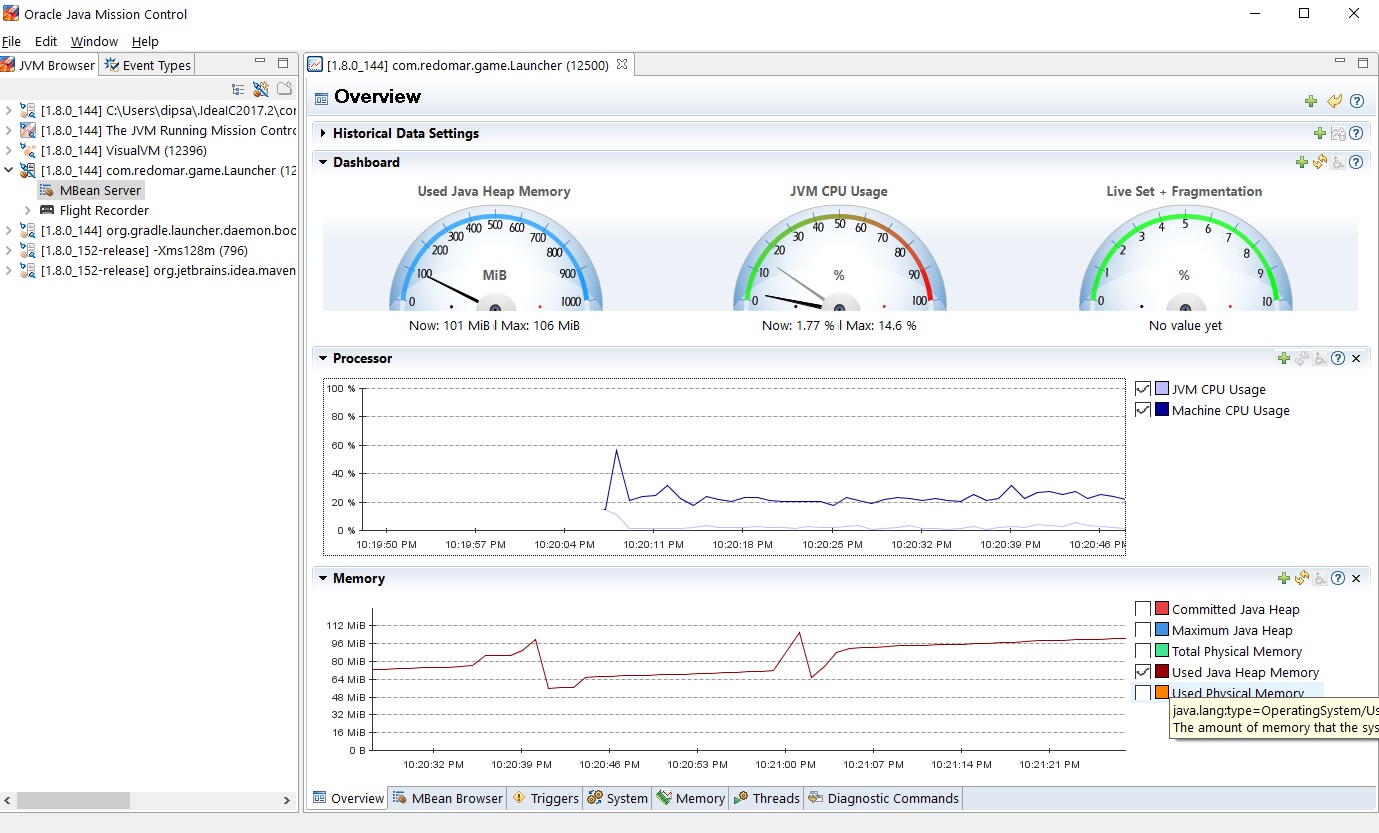 Oracle Java Mission Control
File Edit Window Help
JVM Browser Event Types
[1.8.0_144] C:\Users\dipsa\.IdeaIC2017.2\cor
[1.8.0_144] The JVM Running Mission Contro
[1.8.0_144] VisualVM (12396)
[1.8.0_144] com.redomar.game.Launcher (12
MBean Server
Flight Recorder
[1.8.0_144] org.gradle.launcher.daemon.boo
[1.8.0_152-release] -Xms128m (796)
[1.8.0_152-release] org.jetbrains.idea.maven
[1.8.0_144] com.redomar.game.Launcher (12500)
Overview
Historical Data Settings
Dashboard
Used Java Heap Memory
0 100 200 300 400 500 600 700 800 900 1000
MiB
Now: 101 MiB | Max: 106 MiB
JVM CPU Usage
0 10 20 30 40 50 60 70 80 90 100
%
Now: 1.77 % | Max: 14.6 %
Live Set + Fragmentation
0 1 2 3 4 5 6 7 8 9 10
%
No value yet
Processor
100 %
80 %
60 %
40 %
20 %
0 %
10:19:50 PM 10:19:57 PM 10:20:04 PM 10:20:11 PM 10:20:18 PM 10:20:25 PM 10:20:32 PM 10:20:39 PM 10:20:46 PM
JVM CPU Usage
Machine CPU Usage
Memory
112 MiB
96 MiB
80 MiB
64 MiB
48 MiB
32 MiB
16 MiB
0 B
10:20:32 PM 10:20:39 PM 10:20:46 PM 10:20:53 PM 10:21:00 PM 10:21:07 PM 10:21:14 PM 10:21:21 PM
Committed Java Heap
Maximum Java Heap
Total Physical Memory
Used Java Heap Memory
Used Physical Memory
java.lang:type=OperatingSystem/Us
The amount of memory that the sys
Overview MBean Browser Triggers System Memory Threads Diagnostic Commands